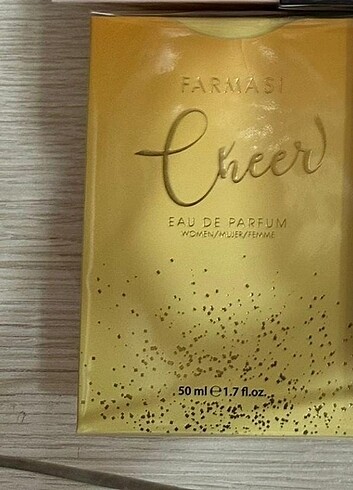 FARMASI
Cheer
EAU DE PARFUM
WOMEN/MUJER/FEMME
50 ml ℮ 1.7 fl.oz.